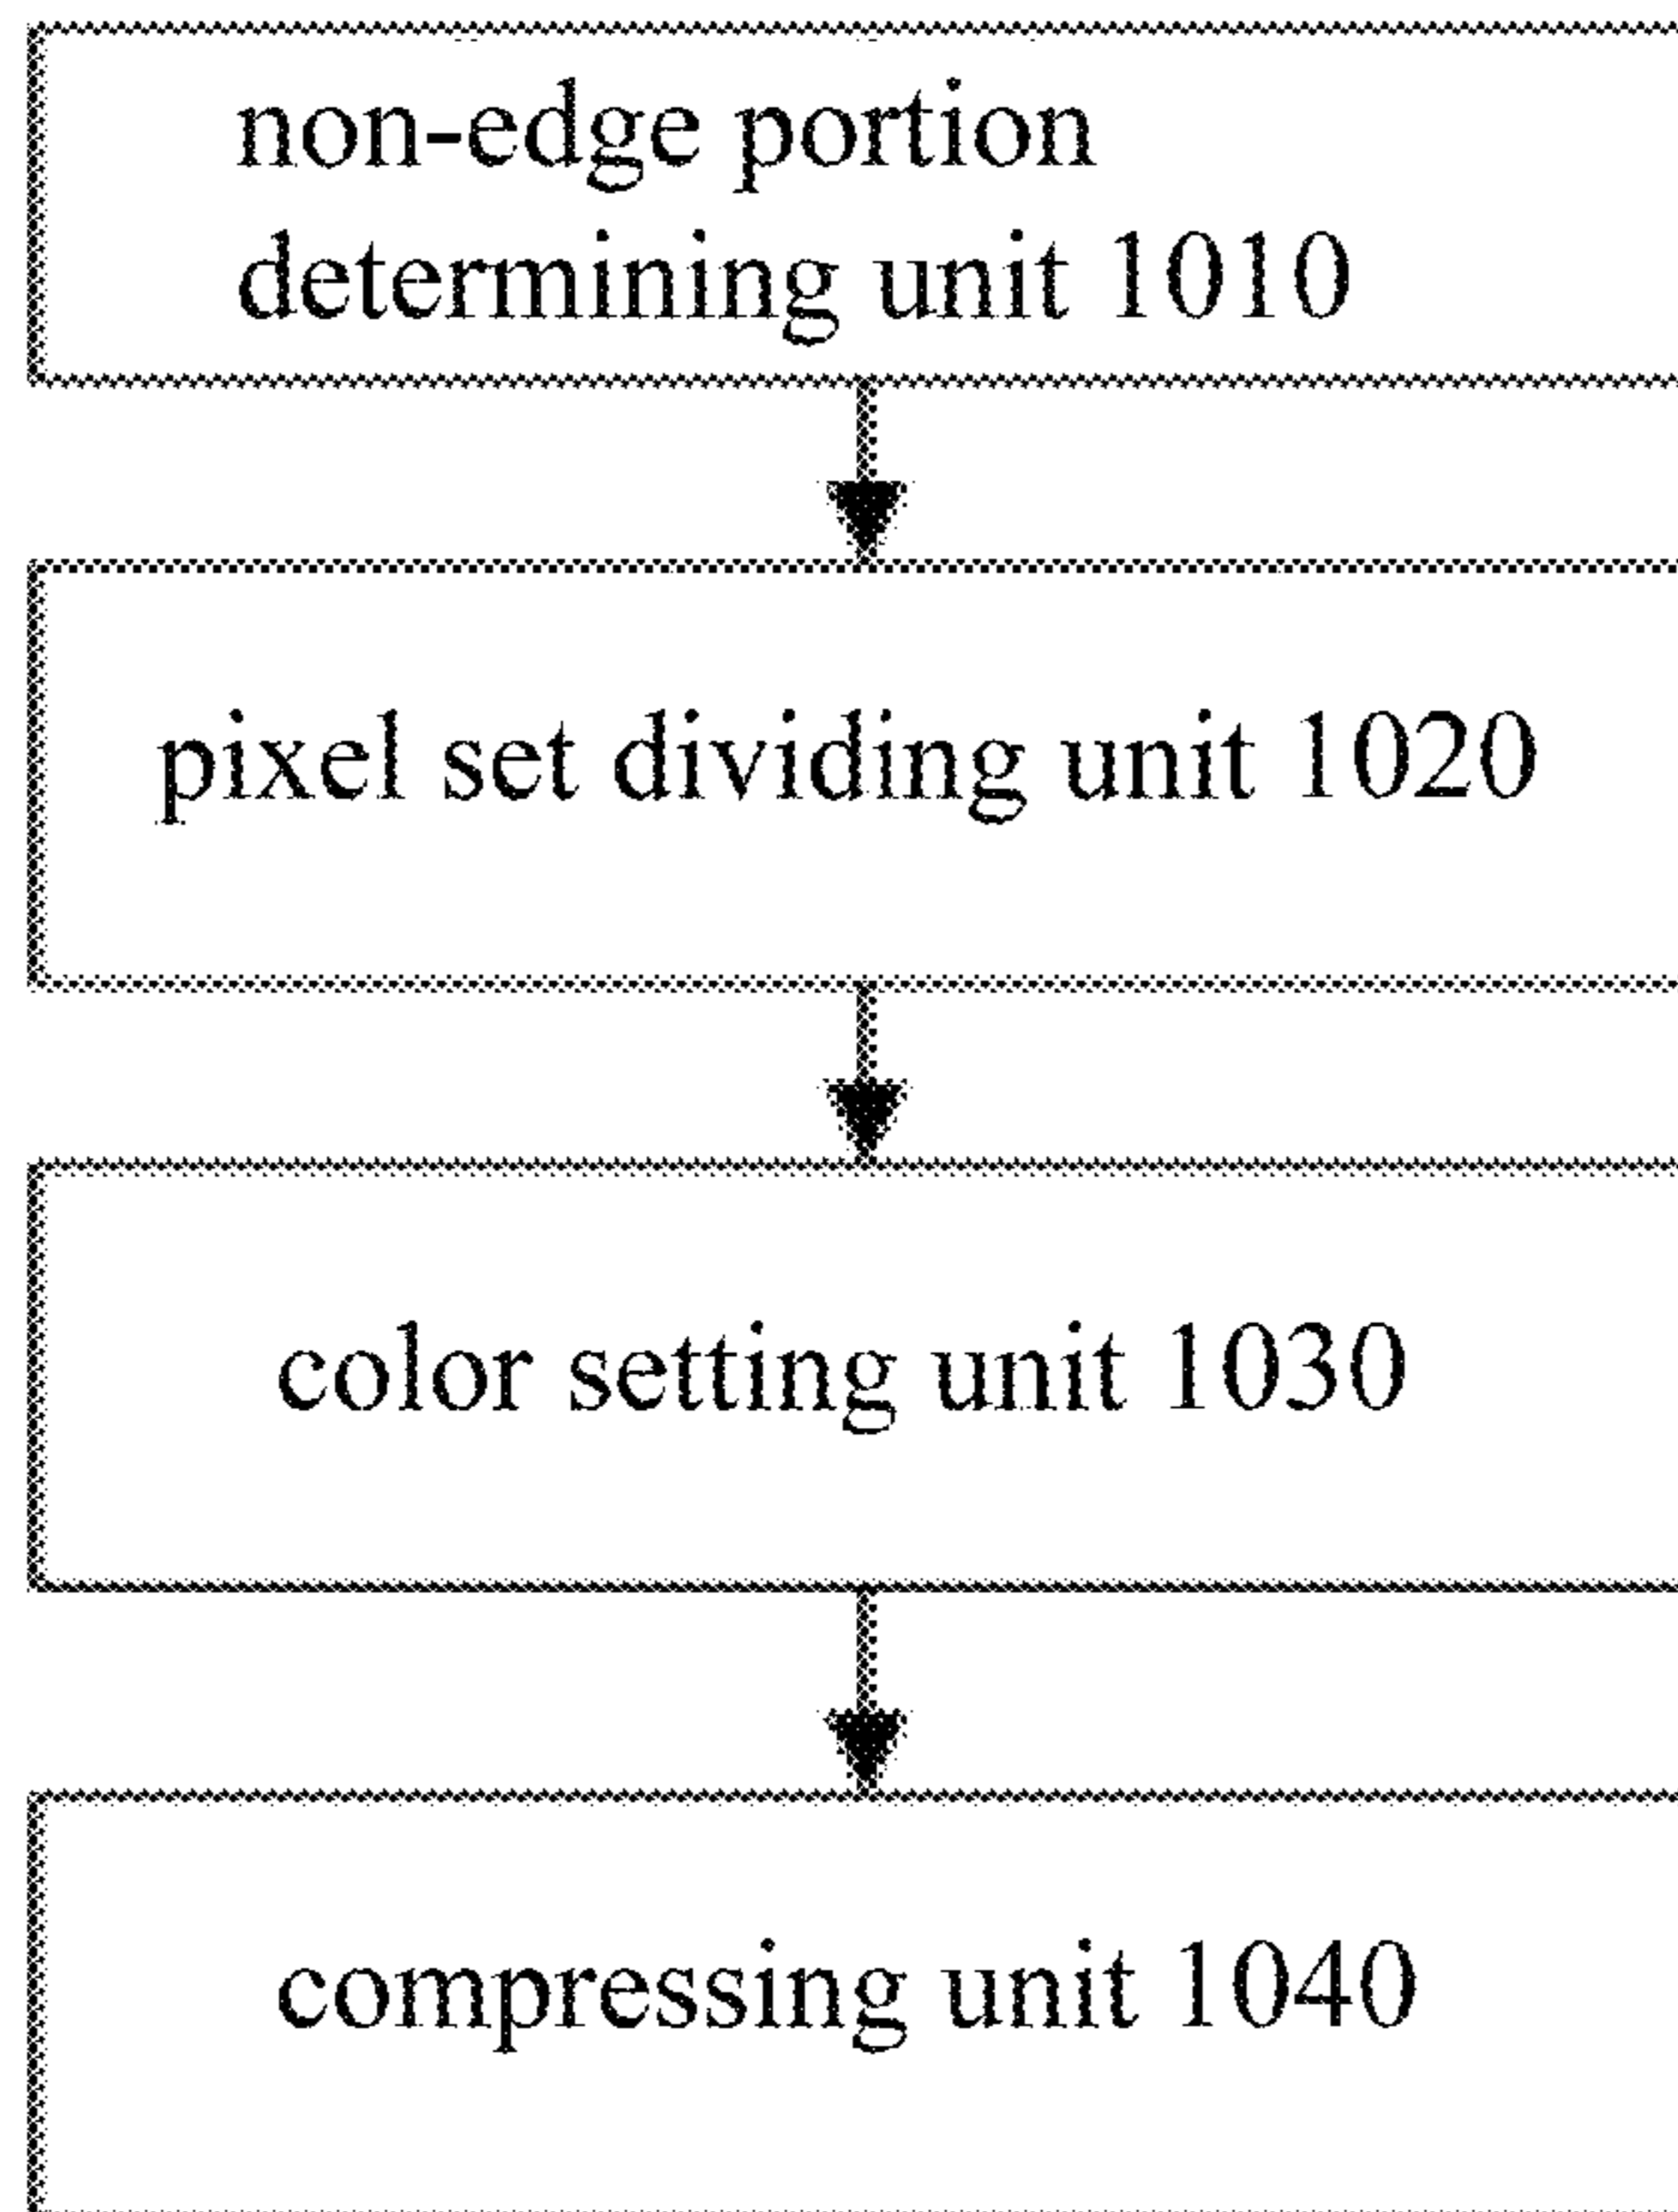 non-edge portion
determining unit 1010
pixel set dividing unit 1020
color setting unit 1030
compressing unit 1040